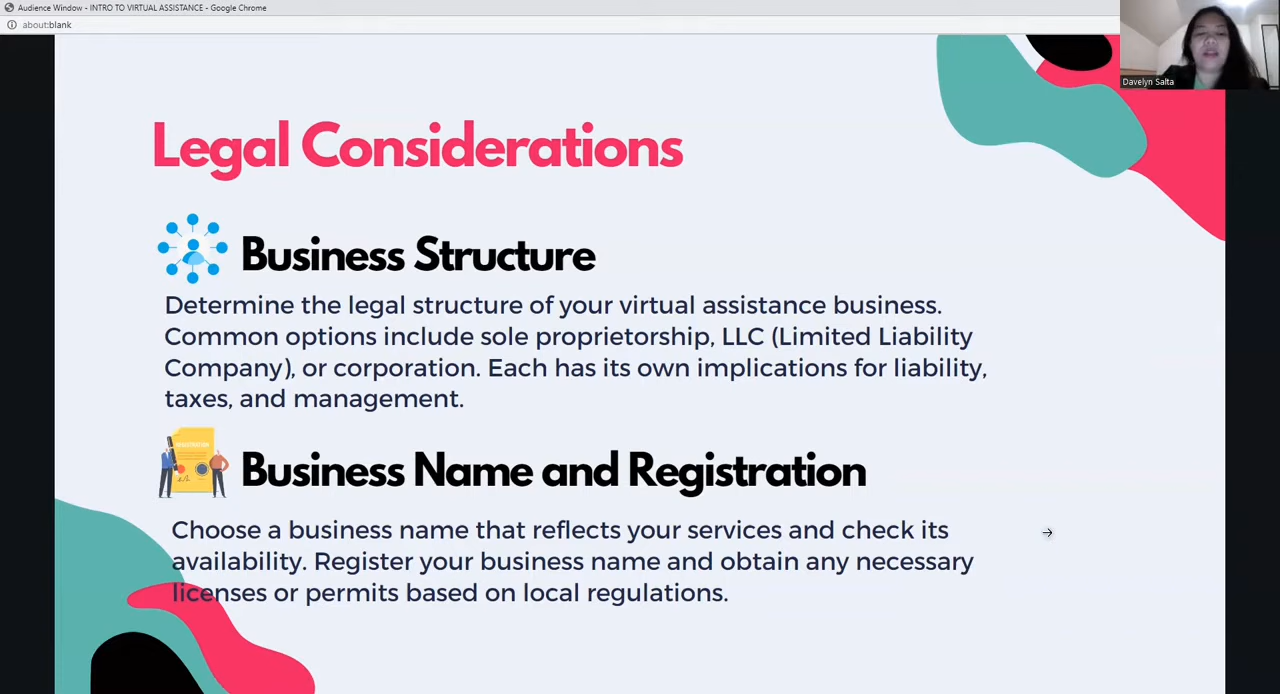 Audience Window - INTRO TO VIRTUAL ASSISTANCE - Google Chrome
about:blank
Davelyn Salta
Legal Considerations
Business Structure
Determine the legal structure of your virtual assistance business.
Common options include sole proprietorship, LLC (Limited Liability
Company), or corporation. Each has its own implications for liability,
taxes, and management.
REGISTRATION
Business Name and Registration
Choose a business name that reflects your services and check its
availability. Register your business name and obtain any necessary
licenses or permits based on local regulations.